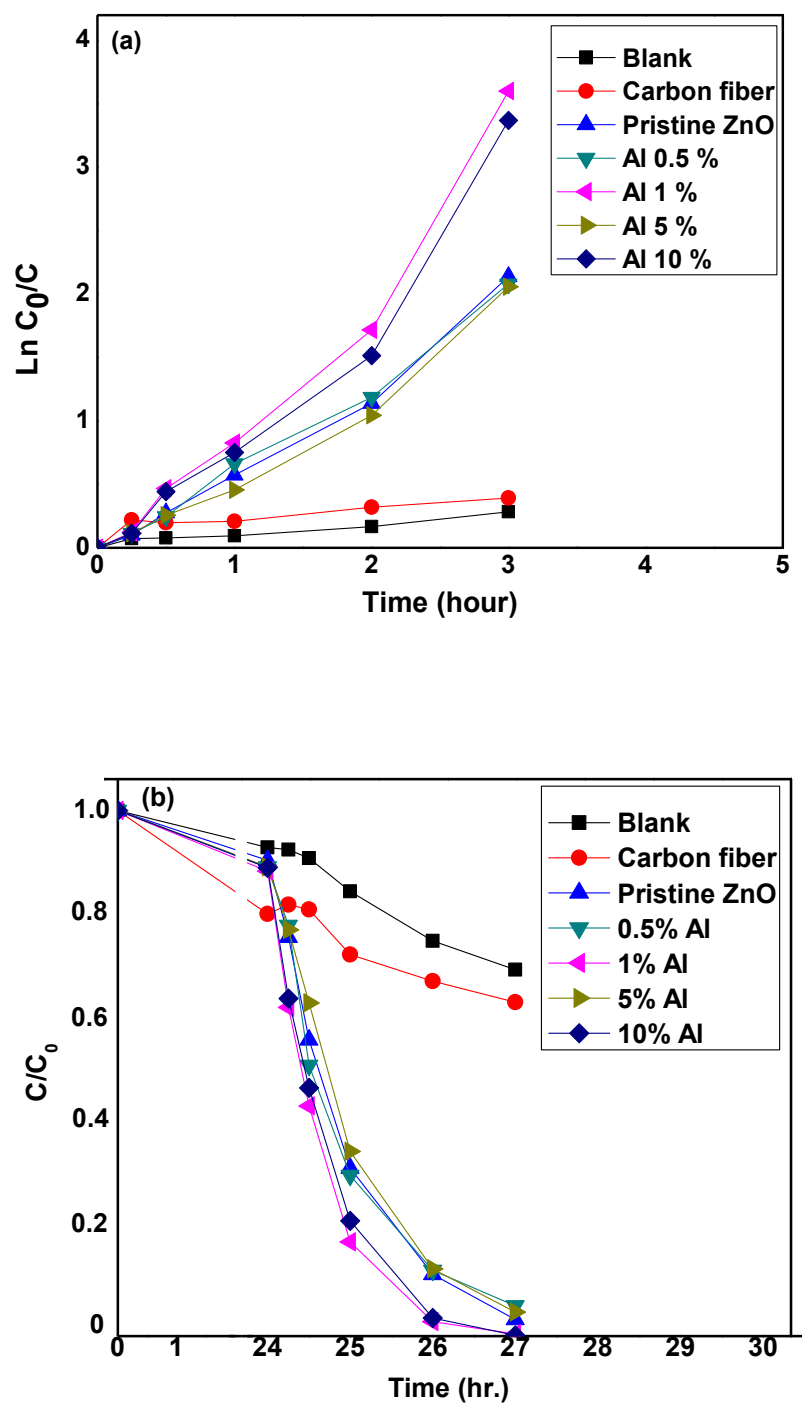 (a)
4
3
2
1
0
Ln C0/C
Blank
Carbon fiber
Pristine ZnO
Al 0.5 %
Al 1 %
Al 5 %
Al 10 %
0 1 2 3 4 5
Time (hour)
(b)
1.0
0.8
0.6
0.4
0.2
0
C/C0
Blank
Carbon fiber
Pristine ZnO
0.5% Al
1% Al
5% Al
10% Al
0 1 24 25 26 27 28 29 30
Time (hr.)